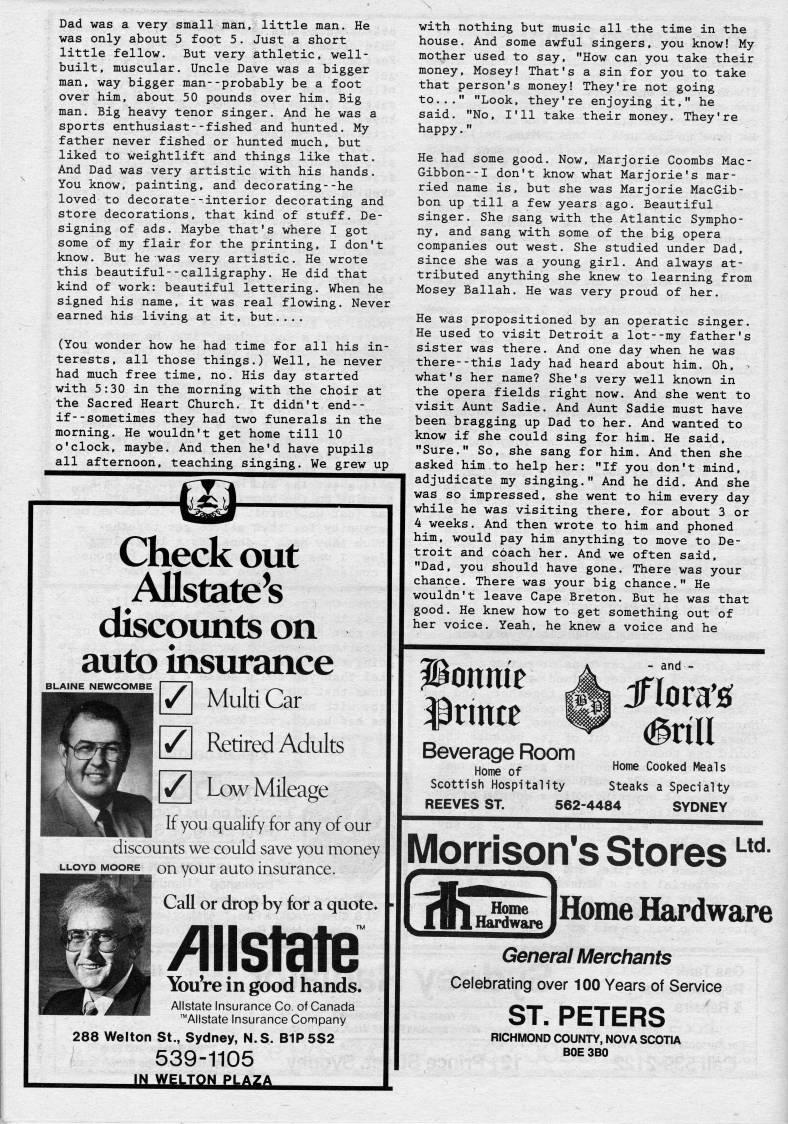 Dad was a very small man, little man. He
was only about 5 foot 5. Just a short
little fellow.  But very athletic, well-
built, muscular. Uncle Dave was a bigger
man, way bigger man--probably be a foot
over him, about 50 pounds over him. Big
man. Big heavy tenor singer. And he was a
sports enthusiast--fished and hunted. My
father never fished or hunted much, but
liked to weightlift and things like that.
And Dad was very artistic with his hands.
You know, painting, and decorating--he
loved to decorate--interior decorating and
store decorations, that kind of stuff. De-
signing of ads. Maybe that's where I got
some of my flair for the printing, I don't
know. But he was very artistic. He wrote
this beautiful--calligraphy. He did that
kind of work: beautiful lettering. When he
signed his name, it was real flowing. Never
earned his living at it, but....
(You wonder how he had time for all his in-
terests, all those things.) Well, he never
had much free time, no. His day started
with 5:30 in the morning with the choir at
the Sacred Heart Church. It didn't end--
if--sometimes they had two funerals in the
morning. He wouldn't get home till 10
o'clock, maybe. And then he'd have pupils
all afternoon, teaching singing. We grew up
with nothing but music all the time in the
house. And some awful singers, you know! My
mother used to say, "How can you take their
money, Mosey! That's a sin for you to take
that person's money! They're not going
to..." "Look, they're enjoying it," he
said. "No, I'll take their money. They're
happy."
He had some good. Now, Marjorie Coombs Mac-
Gibbon--I don't know what Marjorie's mar-
ried name is, but she was Marjorie MacGib-
bon up till a few years ago. Beautiful
singer. She sang with the Atlantic Sympho-
ny, and sang with some of the big opera
companies out west. She studied under Dad,
since she was a young girl. And always at-
tributed anything she knew to learning from
Mosey Ballah. He was very proud of her.
He was propositioned by an operatic singer.
He used to visit Detroit a lot--my father's
sister was there. And one day when he was
there--this lady had heard about him. Oh,
what's her name? She's very well known in
the opera fields right now. And she went to
visit Aunt Sadie. And Aunt Sadie must have
been bragging up Dad to her. And wanted to
know if she could sing for him. He said,
"Sure." So, she sang for him. And then she
asked him to help her: "If you don't mind,
adjudicate my singing." And he did. And she
was so impressed, she went to him every day
while he was visiting there, for about 3 or
4 weeks. And then wrote to him and phoned
him, would pay him anything to move to De-
troit and coach her. And we often said,
"Dad, you should have gone. There was your
chance. There was your big chance." He
wouldn't leave Cape Breton. But he was that
good. He knew how to get something out of
her voice. Yeah, he knew a voice and he
Check out
Allstate's
discounts on
auto insurance
BLAINE NEWCOMBE
✓ Multi Car
✓ Retired Adults
✓ Low Mileage
If you qualify for any of our
discounts we could save you money
on your auto insurance.
LLOYD MOORE
Call or drop by for a quote.
Allstate™
You're in good hands.
Allstate Insurance Co. of Canada
™Allstate Insurance Company
288 Welton St., Sydney, N.S. B1P 5S2
539-1105
IN WELTON PLAZA
Bonnie
Prince
BP
- and -
Flora's
Grill
Beverage Room
Home of
Scottish Hospitality
Home Cooked Meals
Steaks a Specialty
REEVES ST. 562-4484 SYDNEY
Morrison's Stores Ltd.
Home
Hardware
Home Hardware
General Merchants
Celebrating over 100 Years of Service
ST. PETERS
RICHMOND COUNTY, NOVA SCOTIA
B0E 3B0